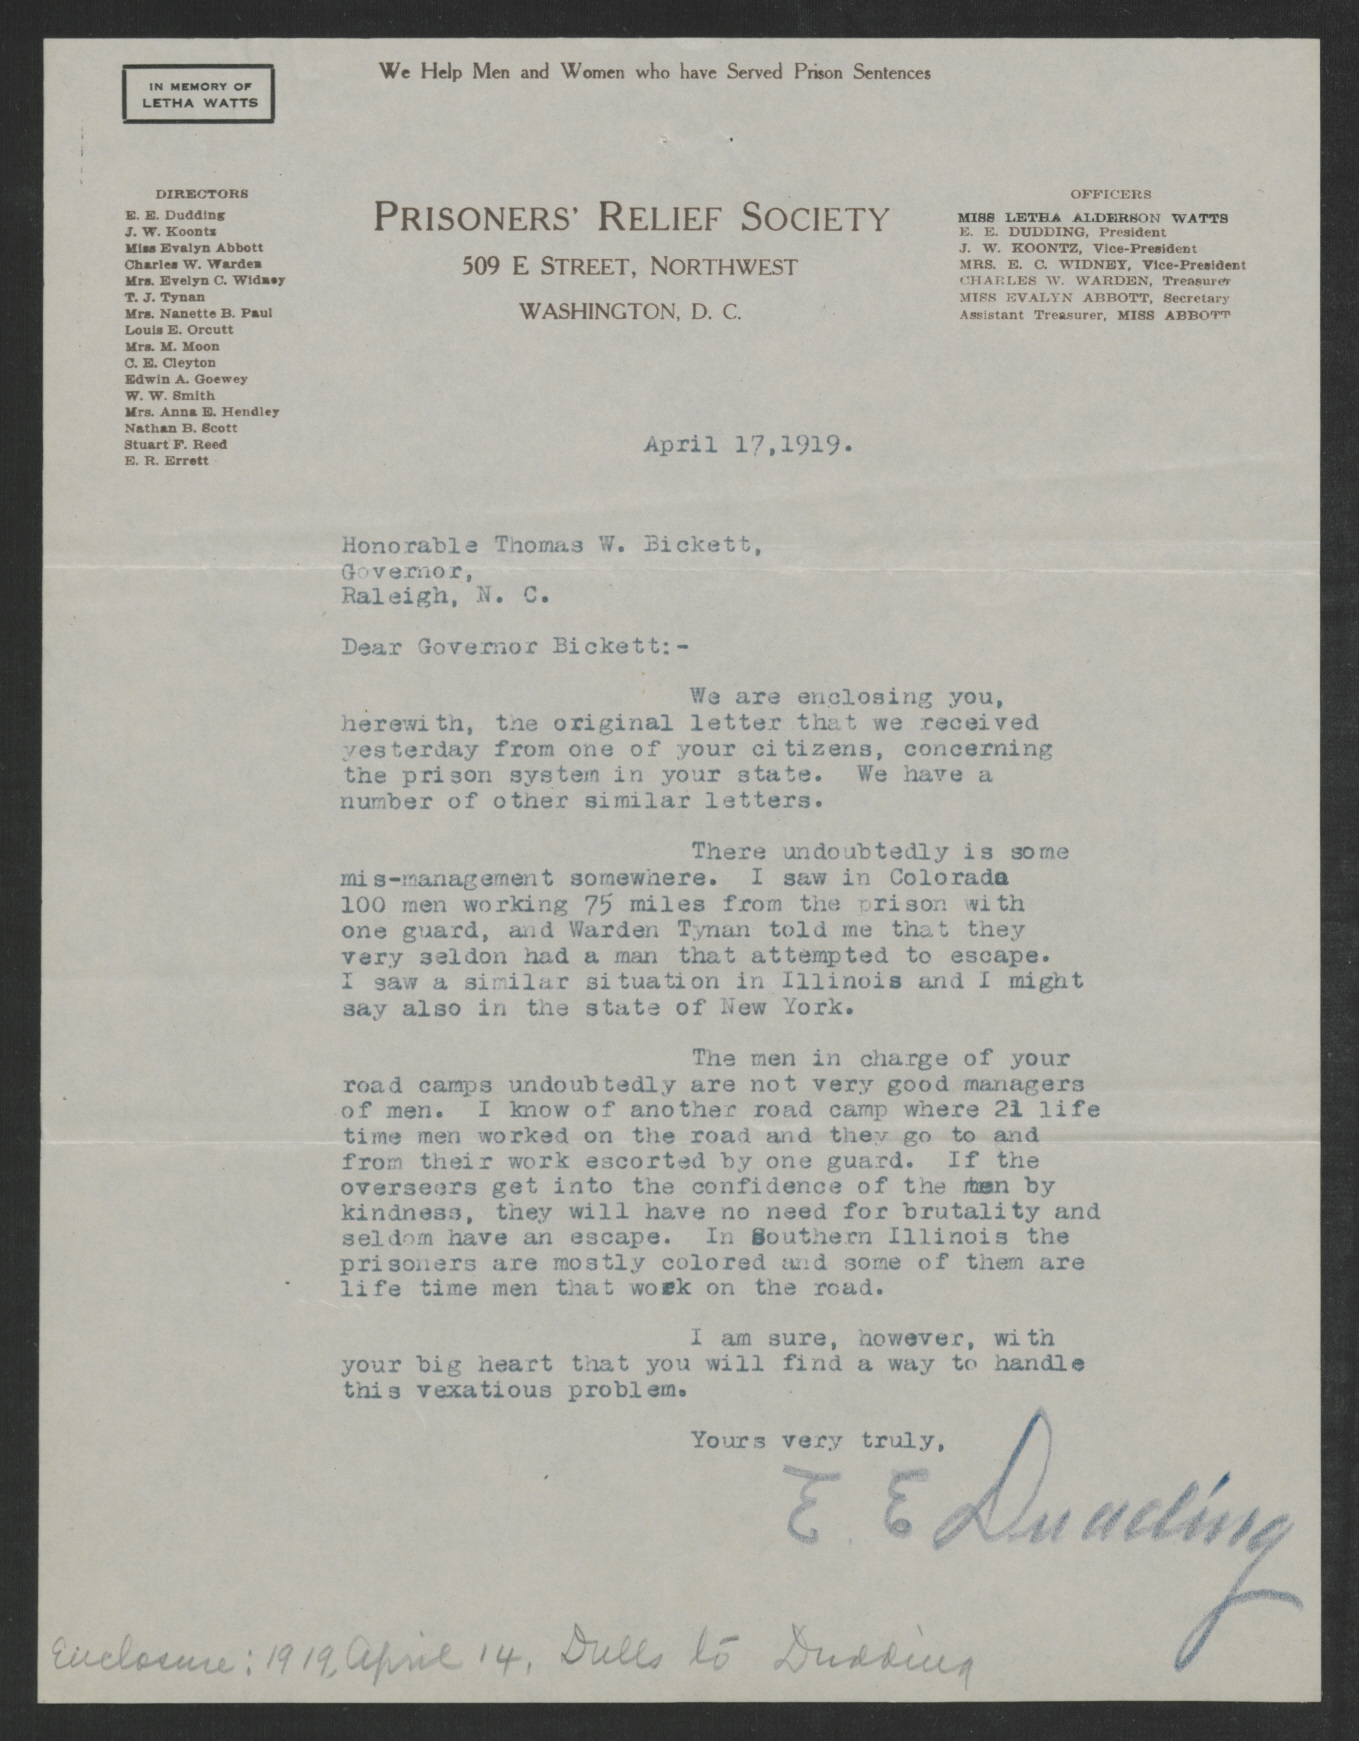 We Help Men and Women who have Served Prison Sentences
IN MEMORY OF
LETHA WATTS
DIRECTORS
E. E. Dudding
J. W. Koontz
Miss Evalyn Abbott
Charles W. Warden
Mrs. Evelyn C. Widney
T. J. Tynan
Mrs. Nanette B. Paul
Louis E. Orcutt
Mrs. M. Moon
C. E. Cleyton
Edwin A. Goewey
W. W. Smith
Mrs. Anna E. Hendley
Nathan B. Scott
Stuart F. Reed
E. R. Errett
PRISONERS' RELIEF SOCIETY
509 E STREET, NORTHWEST
WASHINGTON, D. C.
OFFICERS
MISS LETHA ALDERSON WATTS
E. E. DUDDING, President
J. W. KOONTZ, Vice-President
MRS. E. C. WIDNEY, Vice-President
CHARLES W. WARDEN, Treasurer
MISS EVALYN ABBOTT, Secretary
Assistant Treasurer, MISS ABBOTT
April 17,1919.
Honorable Thomas W. Bickett,
Governor,
Raleigh, N. C.
Dear Governor Bickett:-
We are enclosing you,
herewith, the original letter that we received
yesterday from one of your citizens, concerning
the prison system in your state. We have a
number of other similar letters.
There undoubtedly is some
mis-management somewhere. I saw in Colorado
100 men working 75 miles from the prison with
one guard, and Warden Tynan told me that they
very seldon had a man that attempted to escape.
I saw a similar situation in Illinois and I might
say also in the state of New York.
The men in charge of your
road camps undoubtedly are not very good managers
of men. I know of another road camp where 21 life
time men worked on the road and they go to and
from their work escorted by one guard. If the
overseers get into the confidence of the men by
kindness, they will have no need for brutality and
seldom have an escape. In Southern Illinois the
prisoners are mostly colored and some of them are
life time men that work on the road.
I am sure, however, with
your big heart that you will find a way to handle
this vexatious problem.
Yours very truly,
E. E Dudding
Enclosure: 1919, April 14, Dulls to Dudding